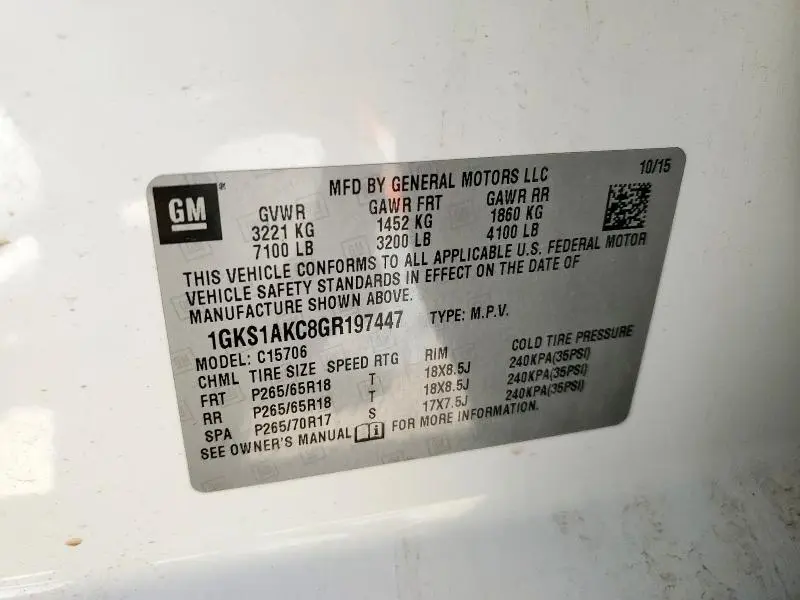 GM
MFD BY GENERAL MOTORS LLC 10/15
GVWR GAWR FRT GAWR RR
3221 KG 1452 KG 1860 KG
7100 LB 3200 LB 4100 LB
THIS VEHICLE CONFORMS TO ALL APPLICABLE U.S. FEDERAL MOTOR
VEHICLE SAFETY STANDARDS IN EFFECT ON THE DATE OF
MANUFACTURE SHOWN ABOVE.
1GKS1AKC8GR197447 TYPE: M.P.V.
MODEL: C15706
CHML TIRE SIZE SPEED RTG RIM COLD TIRE PRESSURE
FRT P265/65R18 T 18X8.5J 240KPA(35PSI)
RR P265/65R18 T 18X8.5J 240KPA(35PSI)
SPA P265/70R17 S 17X7.5J 240KPA(35PSI)
SEE OWNER'S MANUAL FOR MORE INFORMATION.